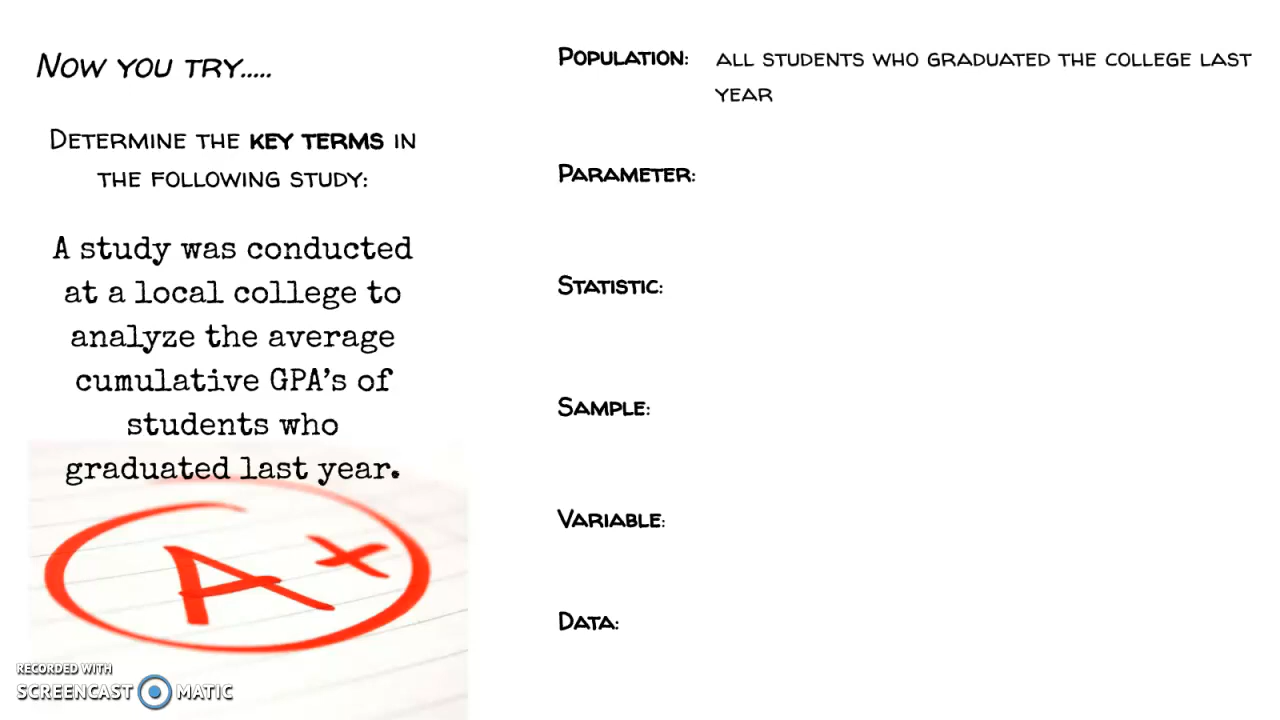 Now you try.....
Determine the key terms in
the following study:
A study was conducted
at a local college to
analyze the average
cumulative GPA's of
students who
graduated last year.
A+
RECORDED WITH
SCREENCAST MATIC
Population: all students who graduated the college last
year
Parameter:
Statistic:
Sample:
Variable:
Data: